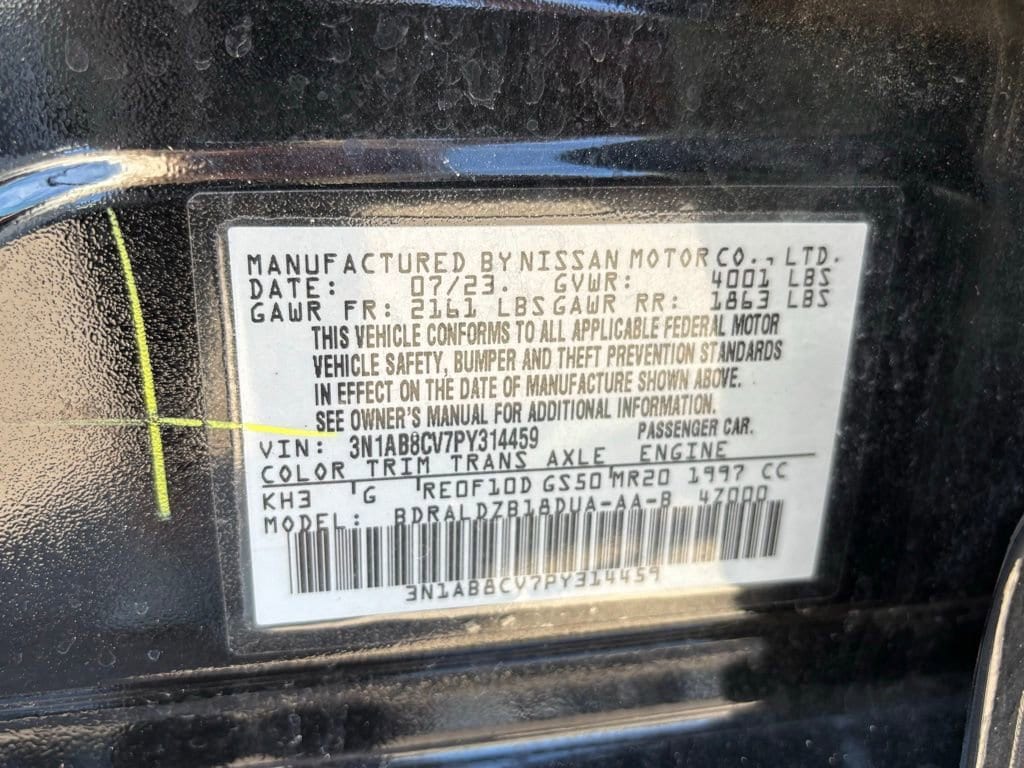 MANUFACTURED BY NISSAN MOTOR CO., LTD.
DATE: 07/23. GVWR: 4001 LBS
GAWR FR: 2161 LBS GAWR RR: 1863 LBS
THIS VEHICLE CONFORMS TO ALL APPLICABLE FEDERAL MOTOR
VEHICLE SAFETY, BUMPER AND THEFT PREVENTION STANDARDS
IN EFFECT ON THE DATE OF MANUFACTURE SHOWN ABOVE.
SEE OWNER'S MANUAL FOR ADDITIONAL INFORMATION.
VIN: 3N1AB8CV7PY314459 PASSENGER CAR.
COLOR TRIM TRANS AXLE ENGINE
KH3 G RE0F10D GS50 MR20 1997 CC
MODEL: BDRALDZB18DUA-AA-B 4Z000
3N1AB8CV7PY314459